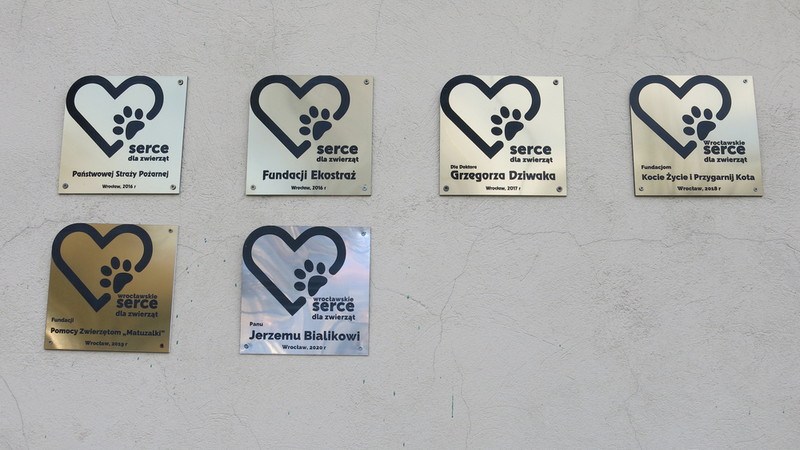 serce
dla zwierząt
Państwowej Straży Pożarnej
Wrocław, 2016 r
serce
dla zwierząt
Fundacji Ekostraż
Wrocław, 2016 r
serce
dla zwierząt
Dla Doktora
Grzegorza Dziwaka
Wrocław, 2017 r
Wrocławskie
serce
dla zwierząt
Fundacjom
Kocie Życie i Przygarnij Kota
Wrocław, 2018 r
wrocławskie
serce
dla zwierząt
Fundacji
Pomocy Zwierzętom „Matuzalki”
Wrocław, 2019 r
wrocławskie
serce
dla zwierząt
Panu
Jerzemu Bialikowi
Wrocław, 2020 r